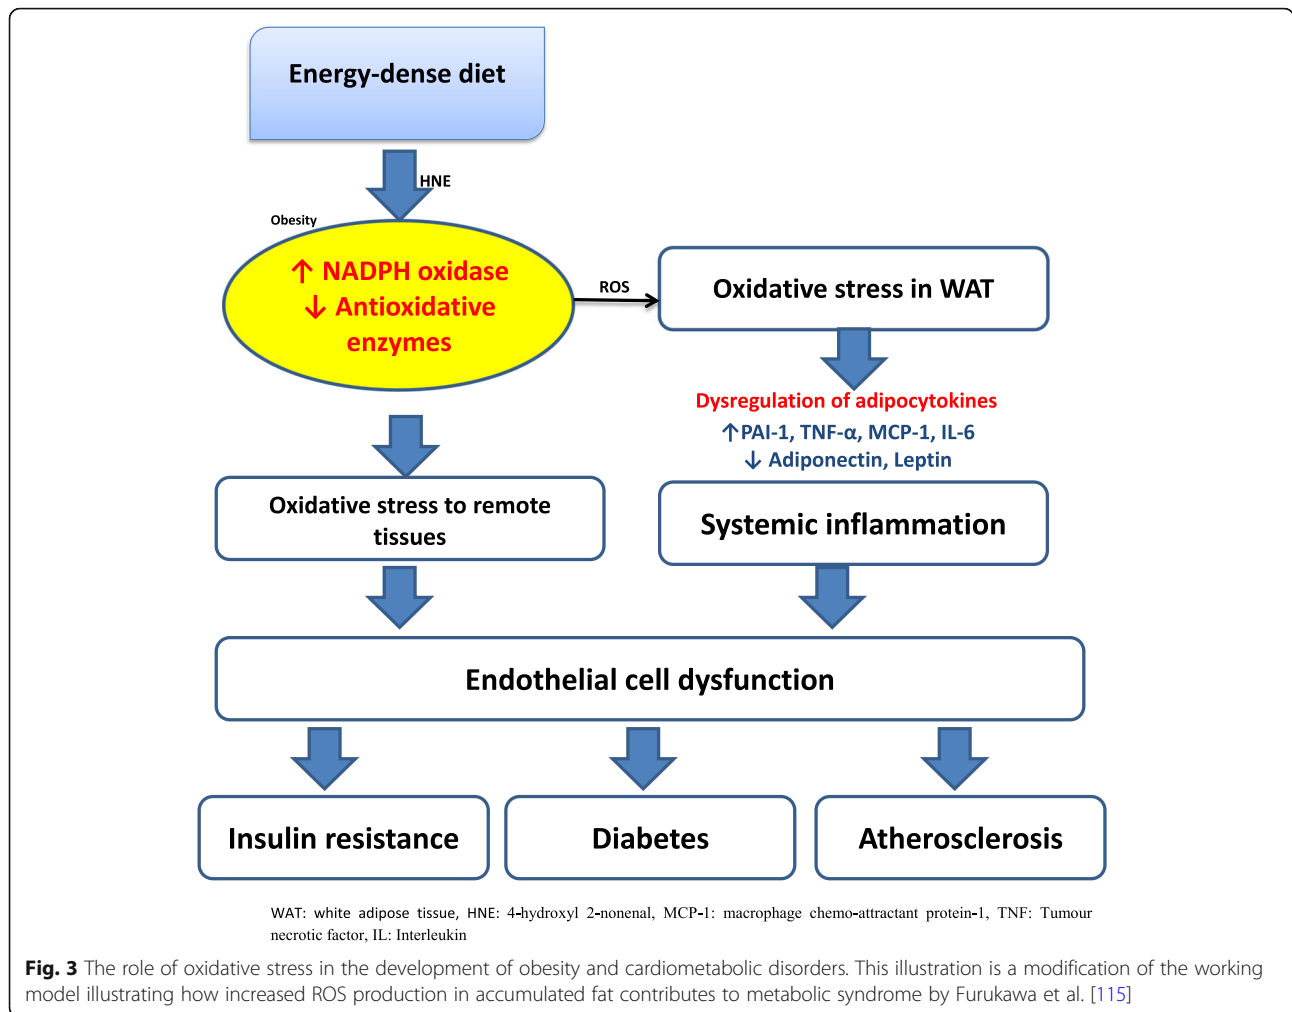 Energy-dense diet
HNE
Obesity
↑ NADPH oxidase
↓ Antioxidative
enzymes
ROS
Oxidative stress in WAT
Dysregulation of adipocytokines
↑PAI-1, TNF-α, MCP-1, IL-6
↓ Adiponectin, Leptin
Oxidative stress to remote
tissues
Systemic inflammation
Endothelial cell dysfunction
Insulin resistance
Diabetes
Atherosclerosis
WAT: white adipose tissue, HNE: 4-hydroxyl 2-nonenal, MCP-1: macrophage chemo-attractant protein-1, TNF: Tumour
necrotic factor, IL: Interleukin
Fig. 3 The role of oxidative stress in the development of obesity and cardiometabolic disorders. This illustration is a modification of the working
model illustrating how increased ROS production in accumulated fat contributes to metabolic syndrome by Furukawa et al. [115]